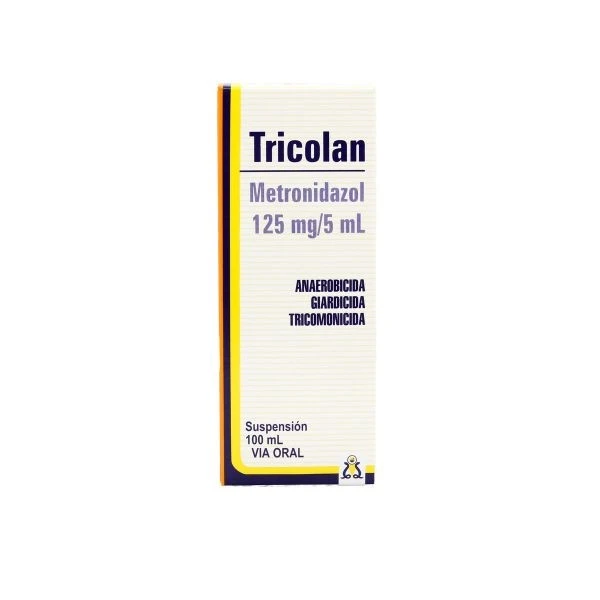 Tricolan
Metronidazol
125 mg/5 mL
ANAEROBICIDA
GIARDICIDA
TRICOMONICIDA
Suspensión
100 mL
VIA ORAL